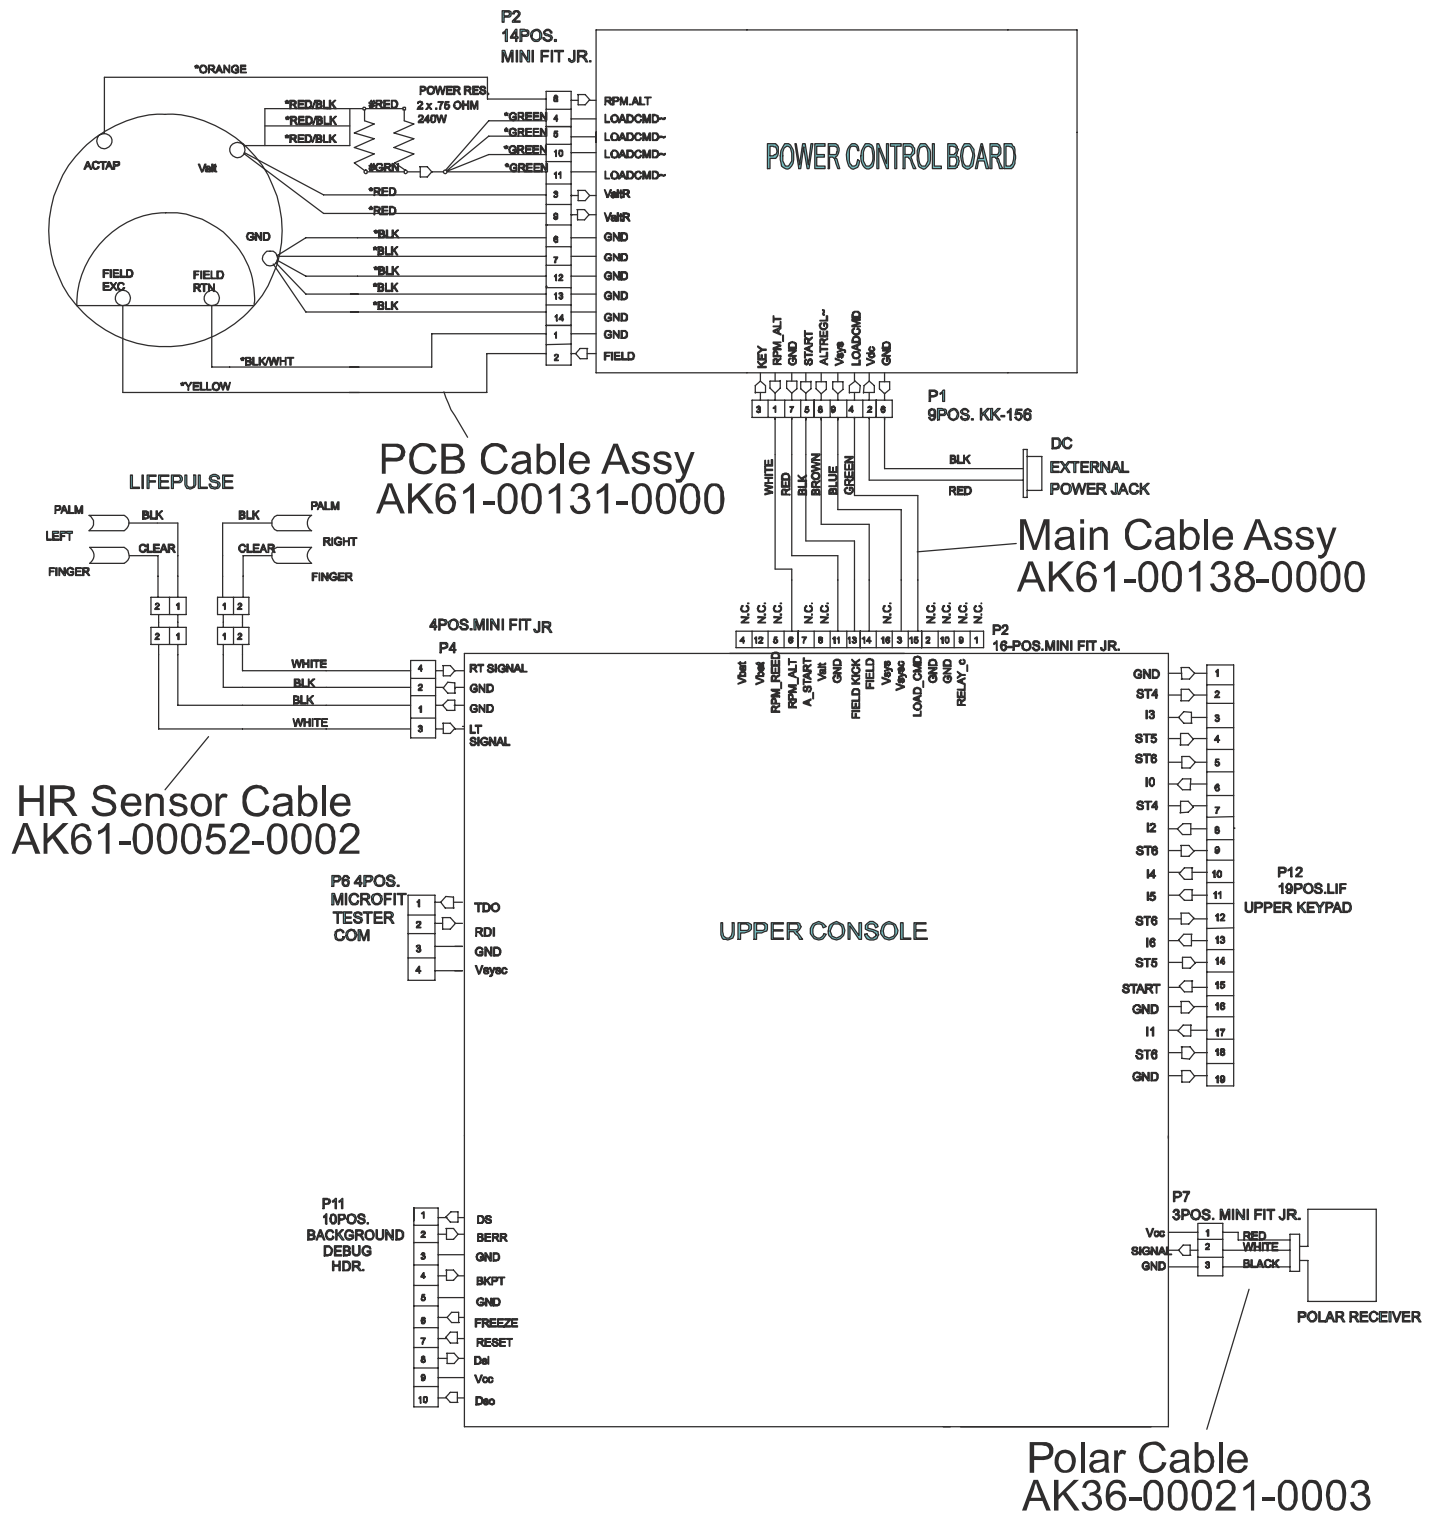 P2
14POS.
MINI FIT JR.
*ORANGE
POWER RES.
2 x .75 OHM
240W
*RED/BLK
*RED/BLK
*RED/BLK
#RED
#GRN
*GREEN
*GREEN
*GREEN
*GREEN
ACTAP
Valt
GND
FIELD
EXC
FIELD
RTN
*RED
*RED
*BLK
*BLK
*BLK
*BLK
*BLK
*BLK/WHT
*YELLOW
8 RPM.ALT
4 LOADCMD~
5 LOADCMD~
10 LOADCMD~
11 LOADCMD~
3 ValtR
9 ValtR
6 GND
7 GND
12 GND
13 GND
14 GND
1 GND
2 FIELD
POWER CONTROL BOARD
KEY
RPM_ALT
GND
START
ALTREGL~
Vsys
LOADCMD
Vdc
GND
3 1 7 5 8 9 4 2 6
P1
9POS. KK-156
WHITE
RED
BLK
BROWN
BLUE
GREEN
BLK
RED
DC
EXTERNAL
POWER JACK
PCB Cable Assy
AK61-00131-0000
Main Cable Assy
AK61-00138-0000
LIFEPULSE
PALM
BLK
LEFT
CLEAR
FINGER
BLK
PALM
RIGHT
CLEAR
FINGER
2 1
1 2
2 1
1 2
4POS.MINI FIT JR
P4
WHITE 4 RT SIGNAL
BLK 2 GND
BLK 1 GND
WHITE 3 LT
SIGNAL
HR Sensor Cable
AK61-00052-0002
N.C. N.C. N.C. N.C. N.C. N.C. N.C. N.C. N.C. N.C.
4 12 5 6 7 8 11 13 14 16 3 15 2 10 9 1
P2
16-POS.MINI FIT JR.
Vbat
Vbat
RPM_REED
RPM_ALT
A_START
Valt
GND
FIELD KICK
FIELD
Vsys
Vsysc
LOAD_CMD
GND
GND
RELAY_c
GND 1
ST4 2
I3 3
ST5 4
ST6 5
I0 6
ST4 7
I2 8
ST6 9
I4 10
I5 11
ST6 12
I6 13
ST5 14
START 15
GND 16
I1 17
ST6 18
GND 19
P12
19POS.LIF
UPPER KEYPAD
UPPER CONSOLE
P6 4POS.
MICROFIT
TESTER
COM
1 TDO
2 RDI
3 GND
4 Vsysc
P11
10POS.
BACKGROUND
DEBUG
HDR.
1 DS
2 BERR
3 GND
4 BKPT
5 GND
6 FREEZE
7 RESET
8 Dsi
9 Vcc
10 Dso
P7
3POS. MINI FIT JR.
Vcc 1 RED
SIGNAL 2 WHITE
GND 3 BLACK
POLAR RECEIVER
Polar Cable
AK36-00021-0003